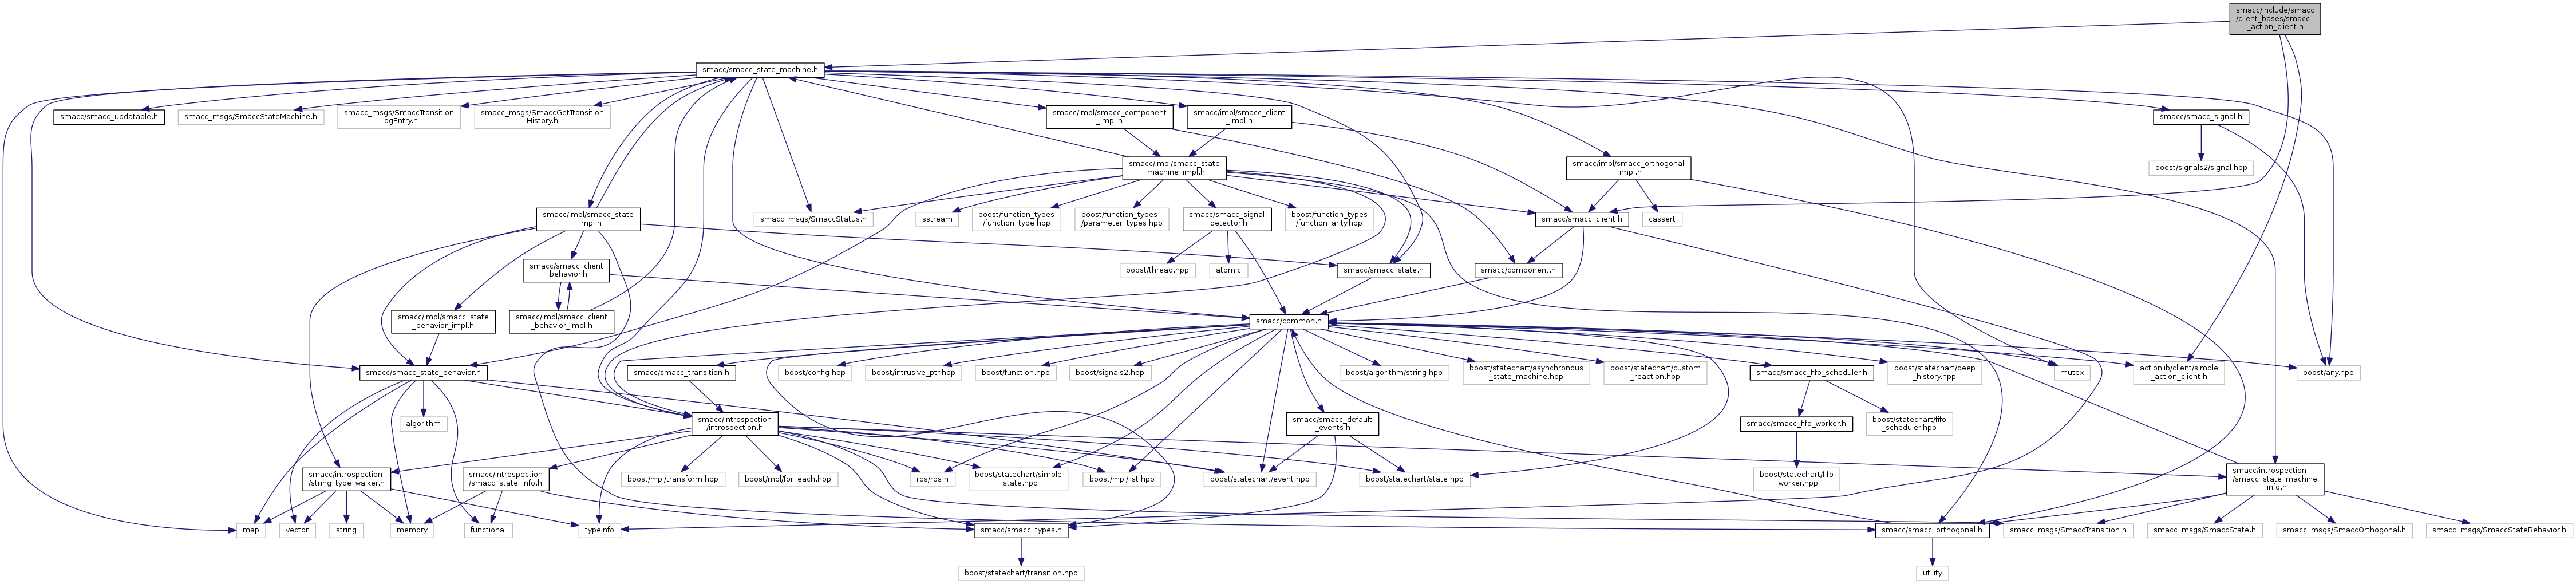 smacc/include/smacc
/client_bases/smacc
_action_client.h
smacc/smacc_state_machine.h
smacc/smacc_updatable.h
smacc_msgs/SmaccStateMachine.h
smacc_msgs/SmaccTransition
LogEntry.h
smacc_msgs/SmaccGetTransition
History.h
smacc/impl/smacc_component
_impl.h
smacc/impl/smacc_client
_impl.h
smacc/smacc_signal.h
smacc/impl/smacc_state
_machine_impl.h
smacc/impl/smacc_orthogonal
_impl.h
boost/signals2/signal.hpp
smacc/impl/smacc_state
_impl.h
smacc_msgs/SmaccStatus.h
sstream
boost/function_types
/function_type.hpp
boost/function_types
/parameter_types.hpp
smacc/smacc_signal
_detector.h
boost/function_types
/function_arity.hpp
smacc/smacc_client.h
cassert
smacc/smacc_client
_behavior.h
boost/thread.hpp
atomic
smacc/smacc_state.h
smacc/component.h
smacc/impl/smacc_state
_behavior_impl.h
smacc/impl/smacc_client
_behavior_impl.h
smacc/common.h
smacc/smacc_state_behavior.h
smacc/smacc_transition.h
boost/config.hpp
boost/intrusive_ptr.hpp
boost/function.hpp
boost/signals2.hpp
boost/algorithm/string.hpp
boost/statechart/asynchronous
_state_machine.hpp
boost/statechart/custom
_reaction.hpp
smacc/smacc_fifo_scheduler.h
boost/statechart/deep
_history.hpp
mutex
actionlib/client/simple
_action_client.h
boost/any.hpp
algorithm
smacc/introspection
/introspection.h
smacc/smacc_default
_events.h
smacc/smacc_fifo_worker.h
boost/statechart/fifo
_scheduler.hpp
smacc/introspection
/string_type_walker.h
smacc/introspection
/smacc_state_info.h
boost/mpl/transform.hpp
boost/mpl/for_each.hpp
ros/ros.h
boost/statechart/simple
_state.hpp
boost/mpl/list.hpp
boost/statechart/event.hpp
boost/statechart/state.hpp
boost/statechart/fifo
_worker.hpp
smacc/introspection
/smacc_state_machine
_info.h
map
vector
string
memory
functional
typeinfo
smacc/smacc_types.h
smacc/smacc_orthogonal.h
smacc_msgs/SmaccTransition.h
smacc_msgs/SmaccState.h
smacc_msgs/SmaccOrthogonal.h
smacc_msgs/SmaccStateBehavior.h
boost/statechart/transition.hpp
utility